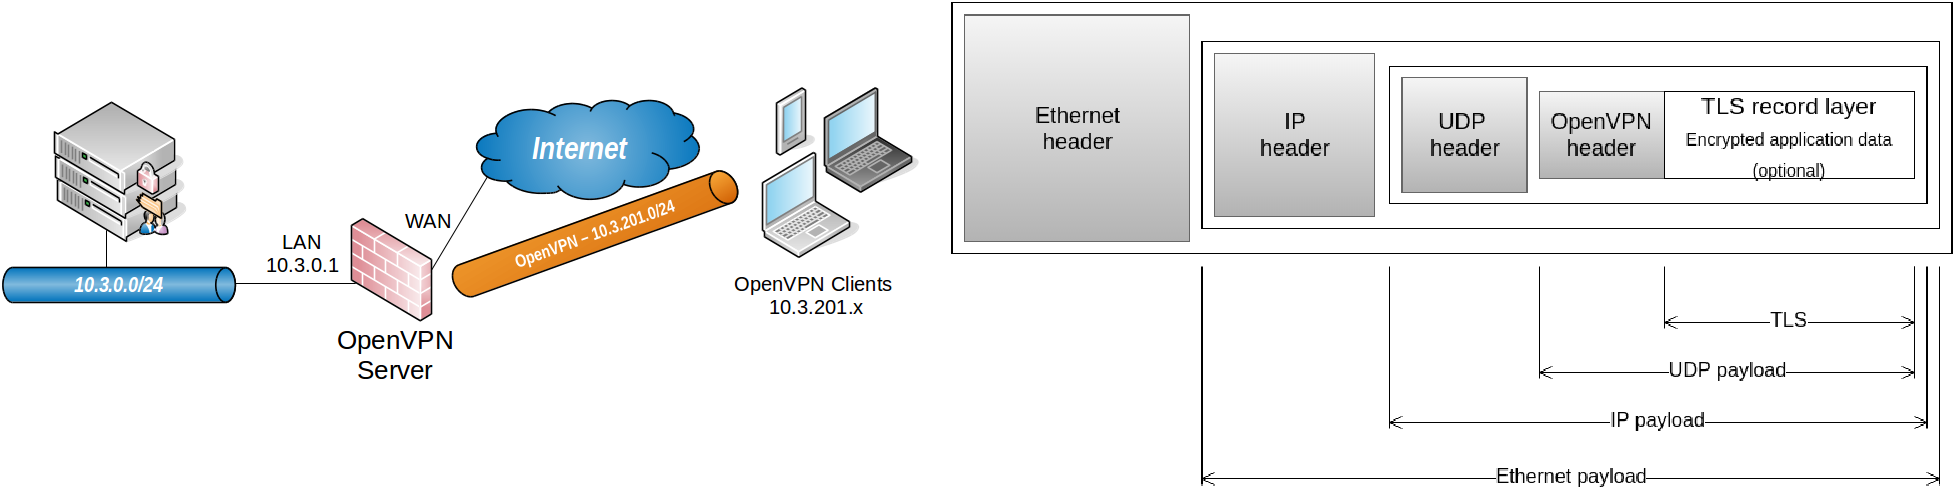 Internet
WAN
OpenVPN – 10.3.201.0/24
LAN
10.3.0.1
10.3.0.0/24
OpenVPN
Server
OpenVPN Clients
10.3.201.x
Ethernet
header
IP
header
UDP
header
OpenVPN
header
TLS record layer
Encrypted application data
(optional)
TLS
UDP payload
IP payload
Ethernet payload